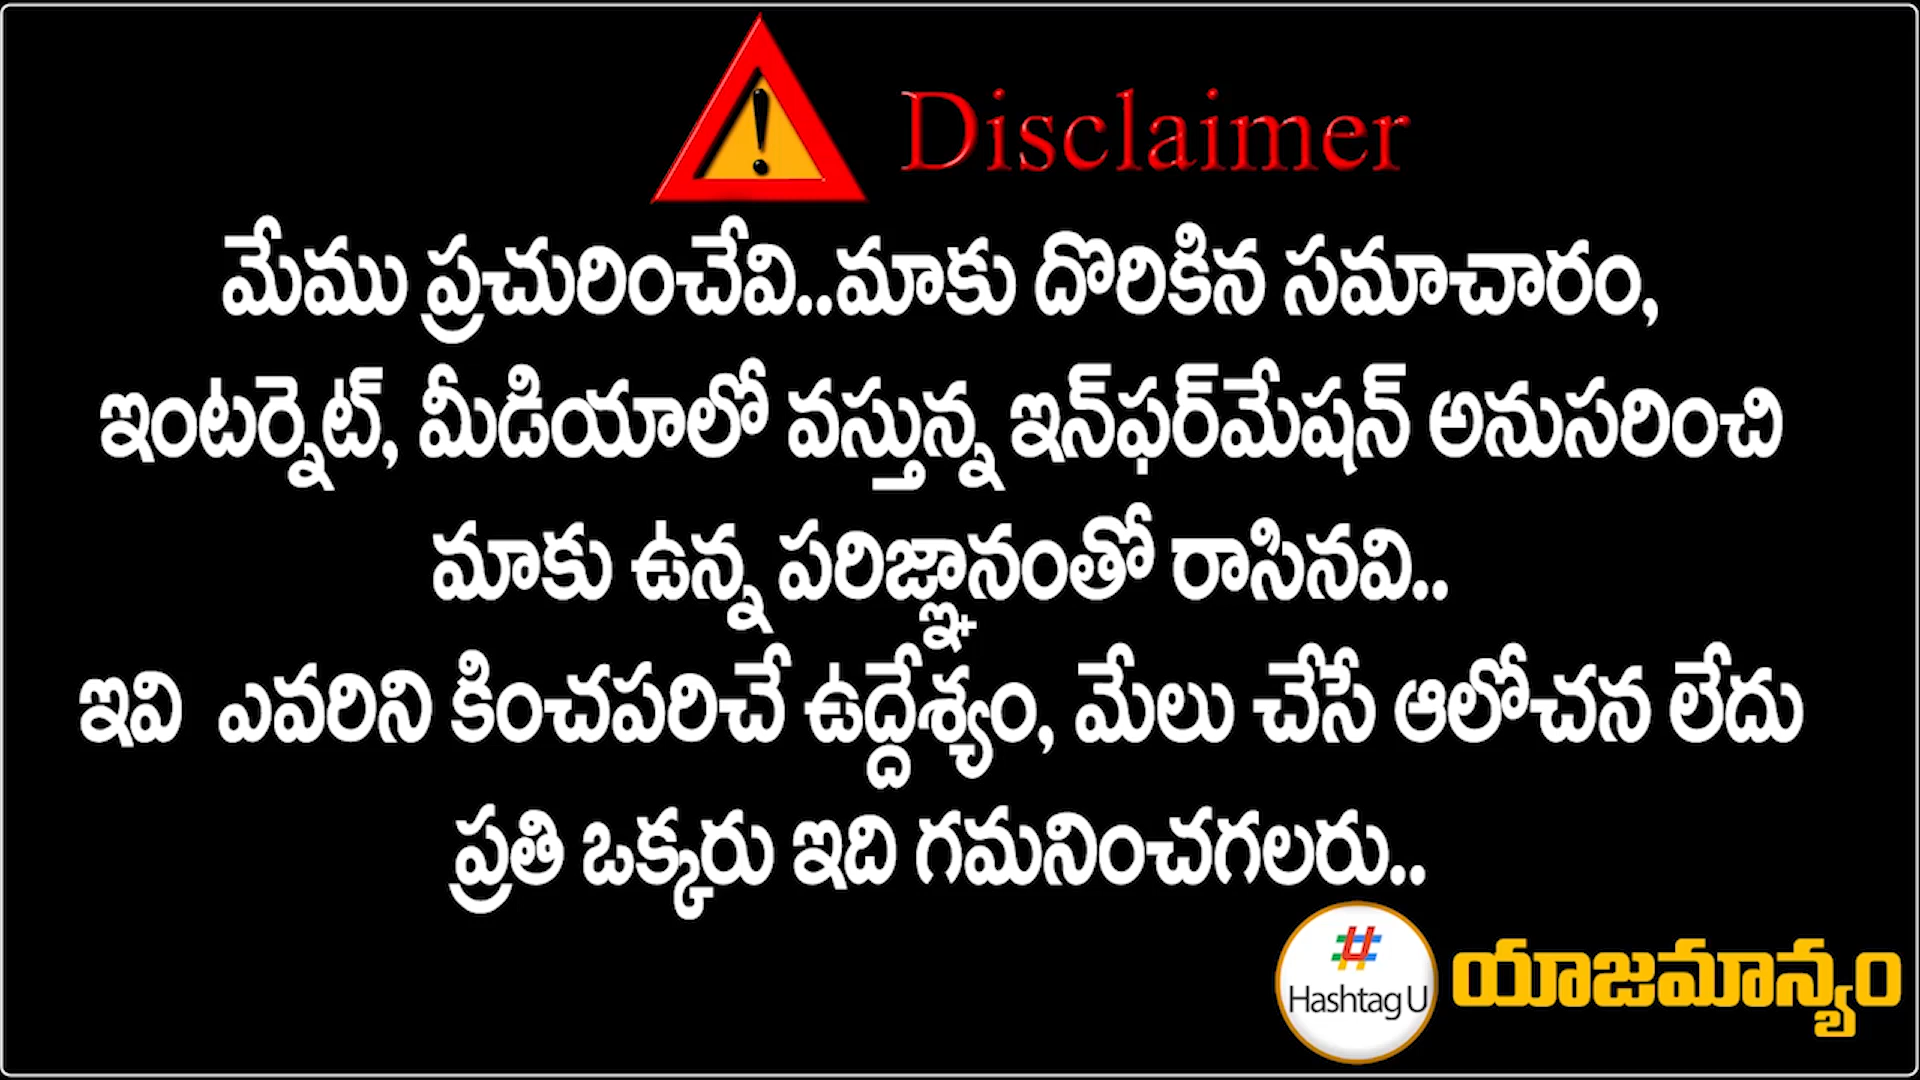 Disclaimer
మేము ప్రచురించేవి..మాకు దొరికిన సమాచారం,
ఇంటర్నెట్, మీడియాలో వస్తున్న ఇన్‌ఫర్‌మేషన్ అనుసరించి
మాకు ఉన్న పరిజ్ఞానంతో రాసినవి..
ఇవి ఎవరిని కించపరిచే ఉద్దేశ్యం, మేలు చేసే ఆలోచన లేదు
ప్రతి ఒక్కరు ఇది గమనించగలరు..
Hashtag U
యాజమాన్యం